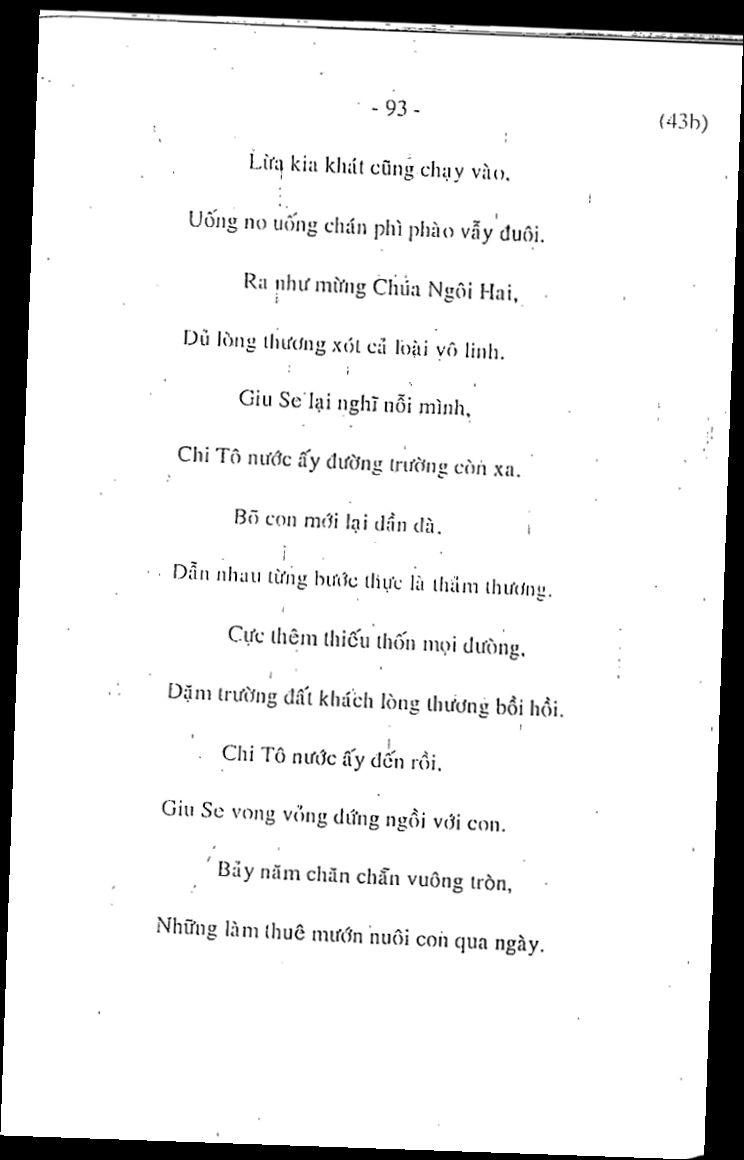 - 93 -
(43b)
Lừa kia khát cũng chạy vào.
Uống no uống chán phì phào vẫy đuôi.
Ra như mừng Chúa Ngôi Hai,
Dủ lòng thương xót cả loài vô linh.
Giu Se lại nghĩ nỗi mình,
Chi Tô nước ấy đường trường còn xa.
Bõ con mới lại dần dà.
Dẫn nhau từng bước thực là thảm thương.
Cực thêm thiếu thốn mọi đường,
Dặm trường đất khách lòng thương bồi hồi.
Chi Tô nước ấy đến rồi.
Giu Se vong vỏng đứng ngồi với con.
Bảy năm chăn chẵn vuông tròn,
Những làm thuê mướn nuôi con qua ngày.